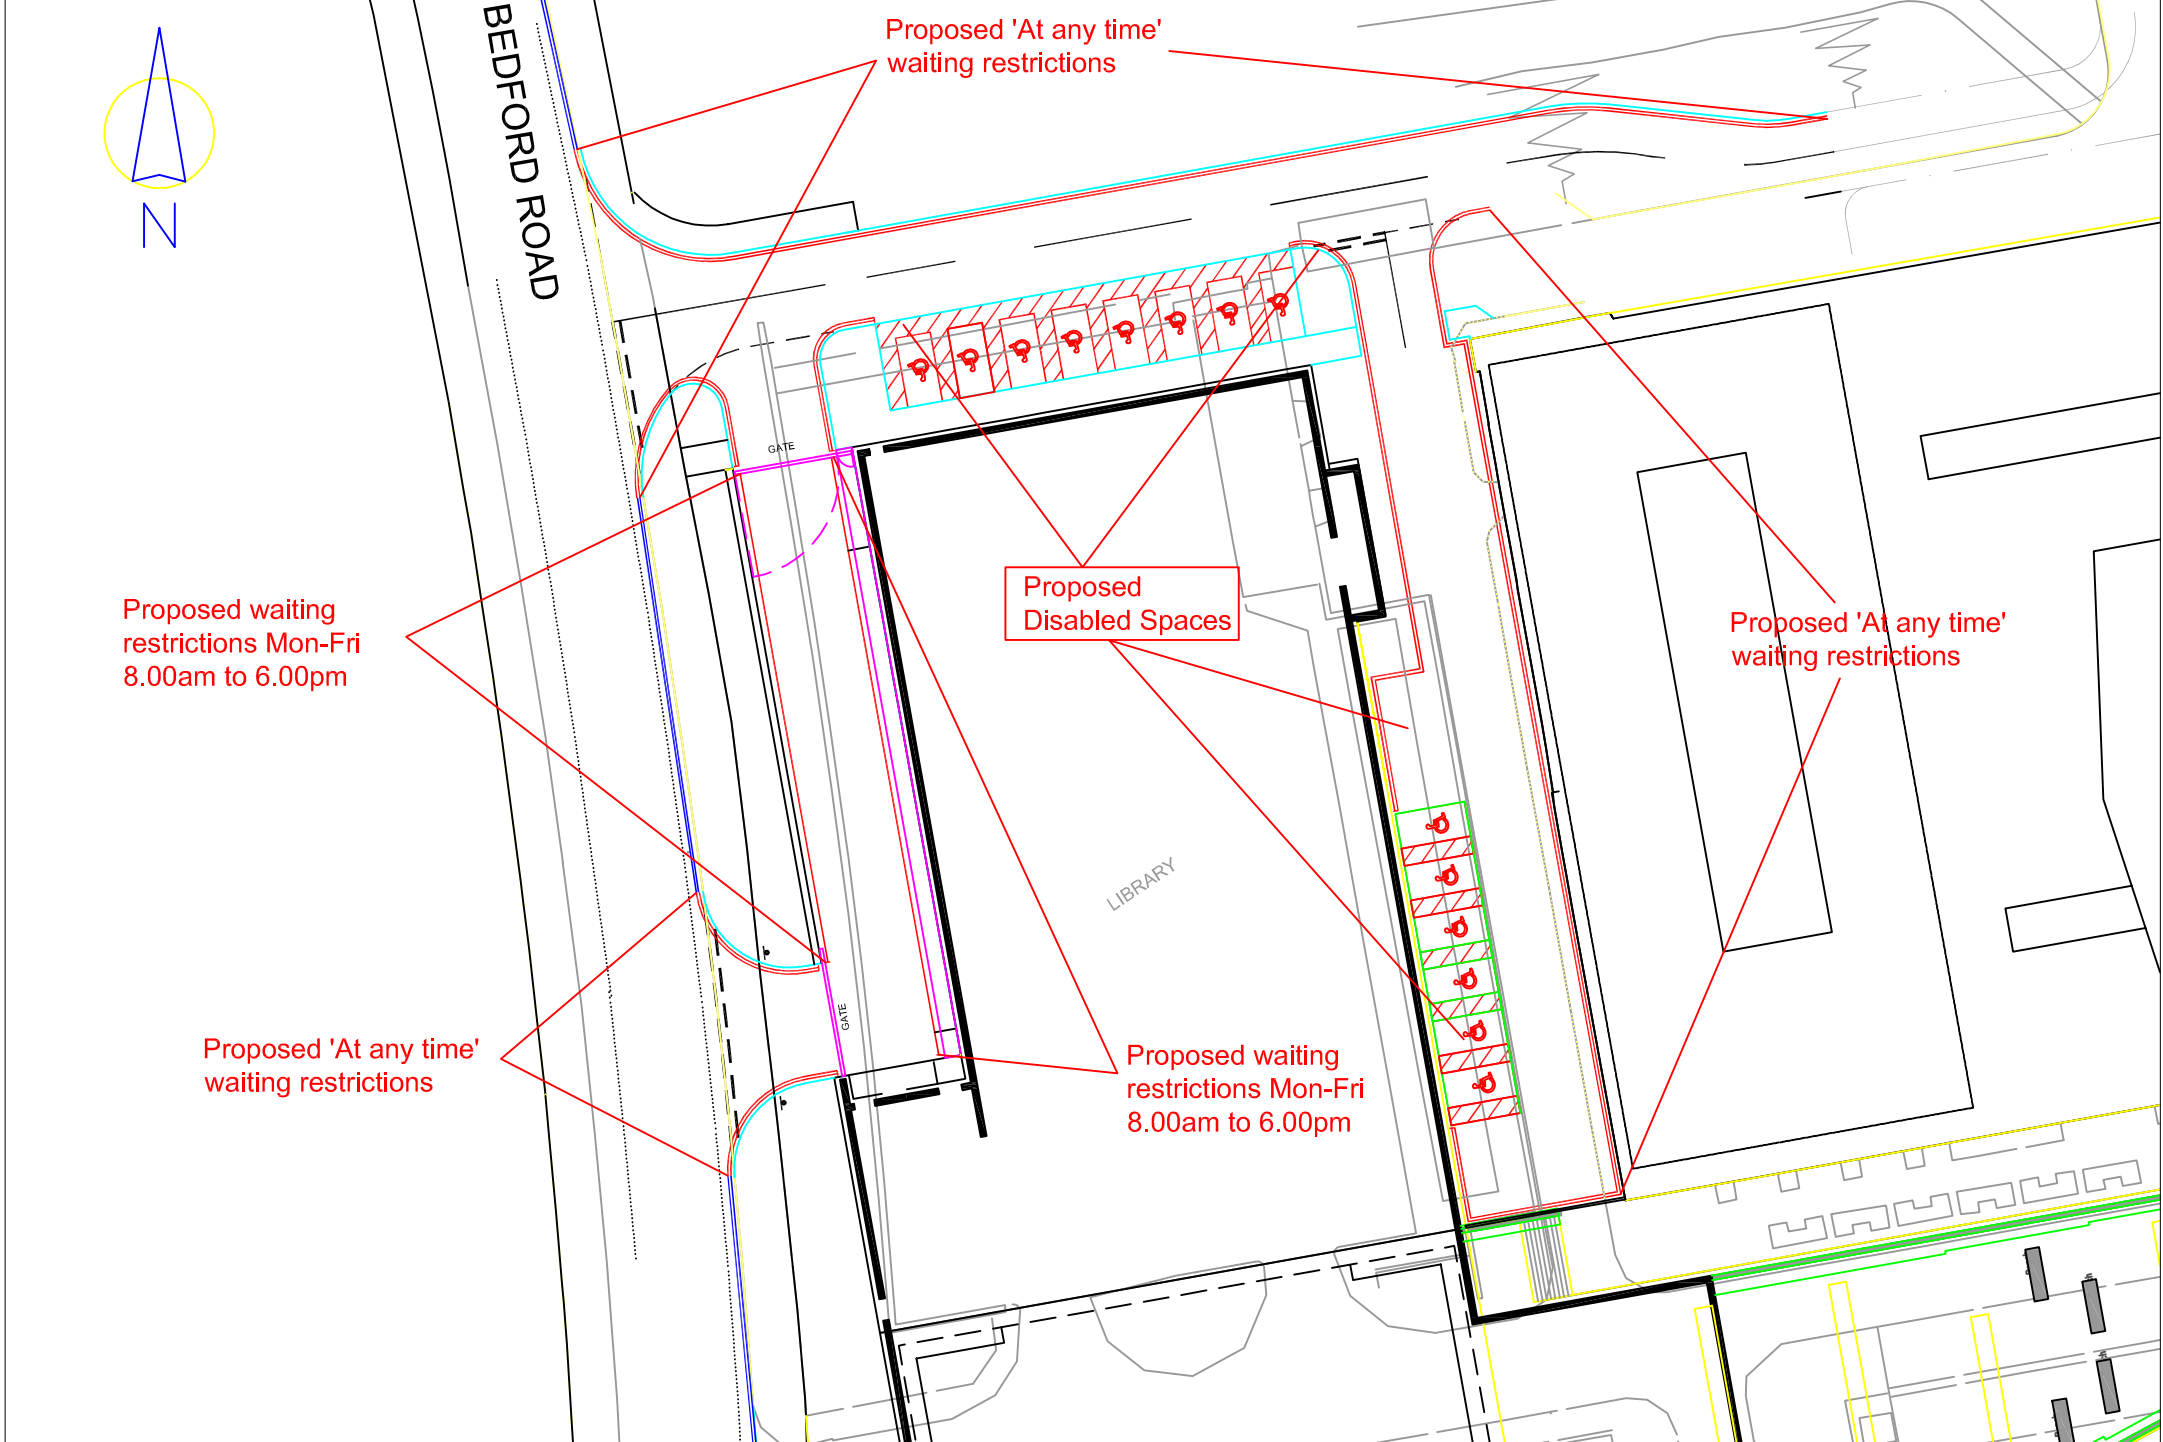 BEDFORD ROAD
Proposed 'At any time'
waiting restrictions
N
GATE
Proposed
Disabled Spaces
Proposed waiting
restrictions Mon-Fri
8.00am to 6.00pm
Proposed 'At any time'
waiting restrictions
LIBRARY
GATE
Proposed 'At any time'
waiting restrictions
Proposed waiting
restrictions Mon-Fri
8.00am to 6.00pm